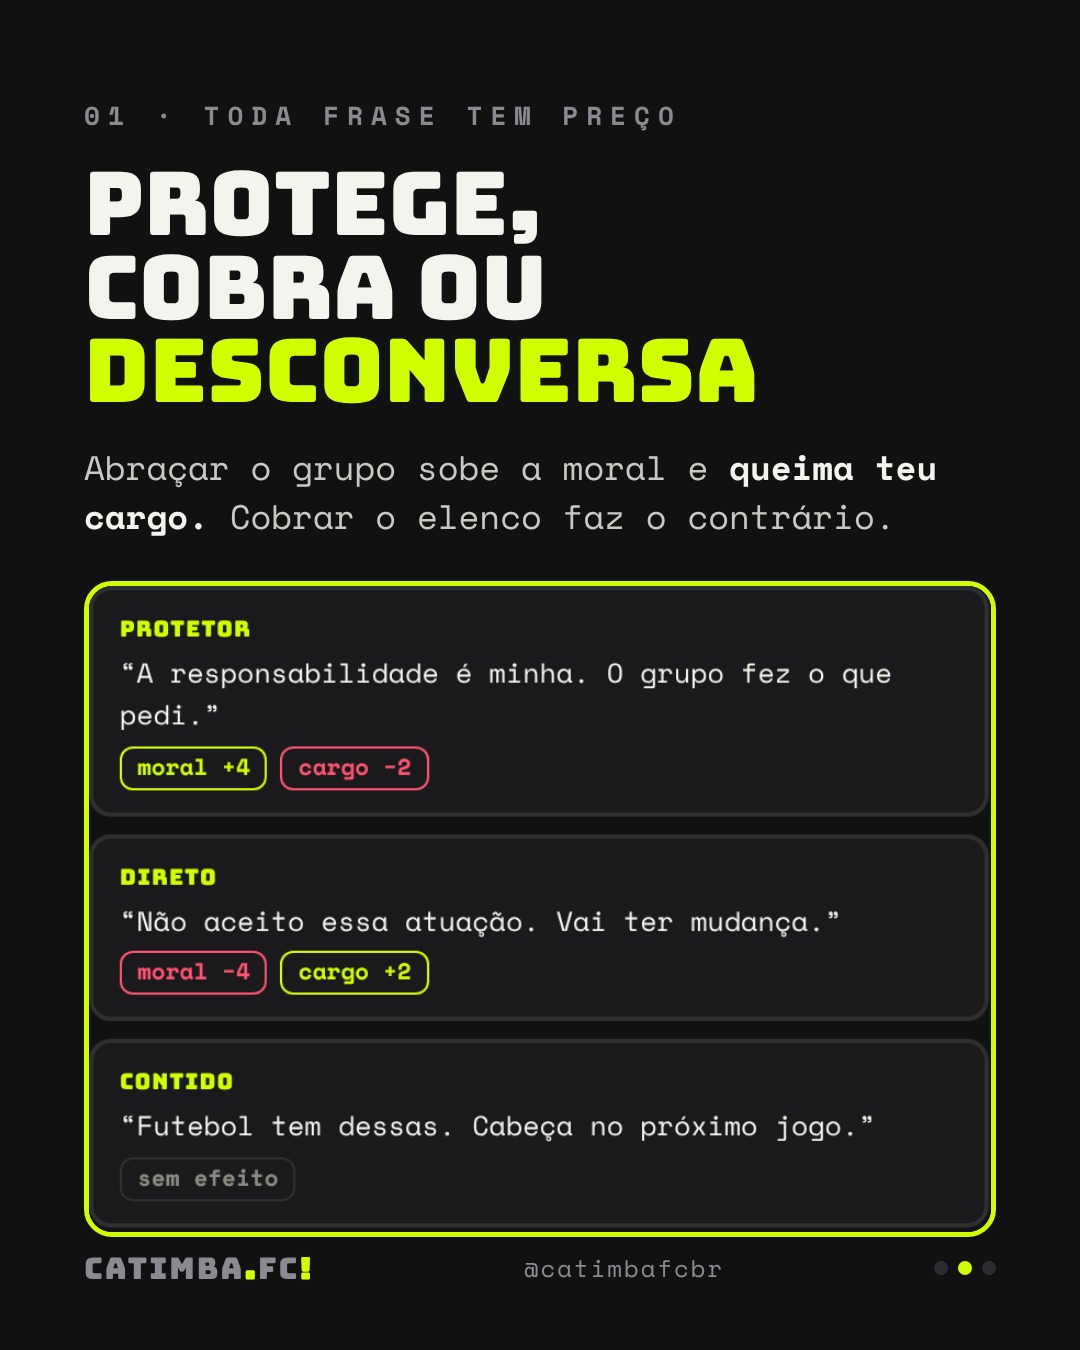 01 · TODA FRASE TEM PREÇO
PROTEGE,
COBRA OU
DESCONVERSA
Abraçar o grupo sobe a moral e queima teu
cargo. Cobrar o elenco faz o contrário.
PROTETOR
“A responsabilidade é minha. O grupo fez o que
pedi.”
moral +4 cargo -2
DIRETO
“Não aceito essa atuação. Vai ter mudança.”
moral -4 cargo +2
CONTIDO
“Futebol tem dessas. Cabeça no próximo jogo.”
sem efeito
CATIMBA.FC! @catimbafcbr